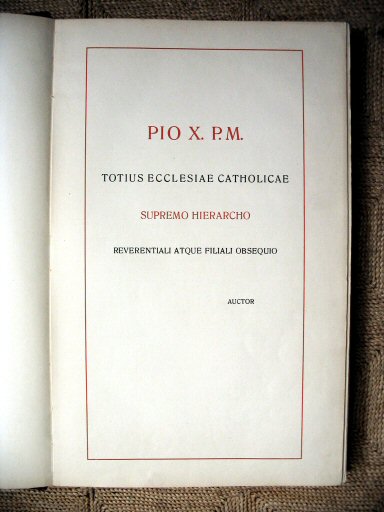 PIO X. P.M.
TOTIUS ECCLESIAE CATHOLICAE
SUPREMO HIERARCHO
REVERENTIALI ATQUE FILIALI OBSEQUIO
AUCTOR